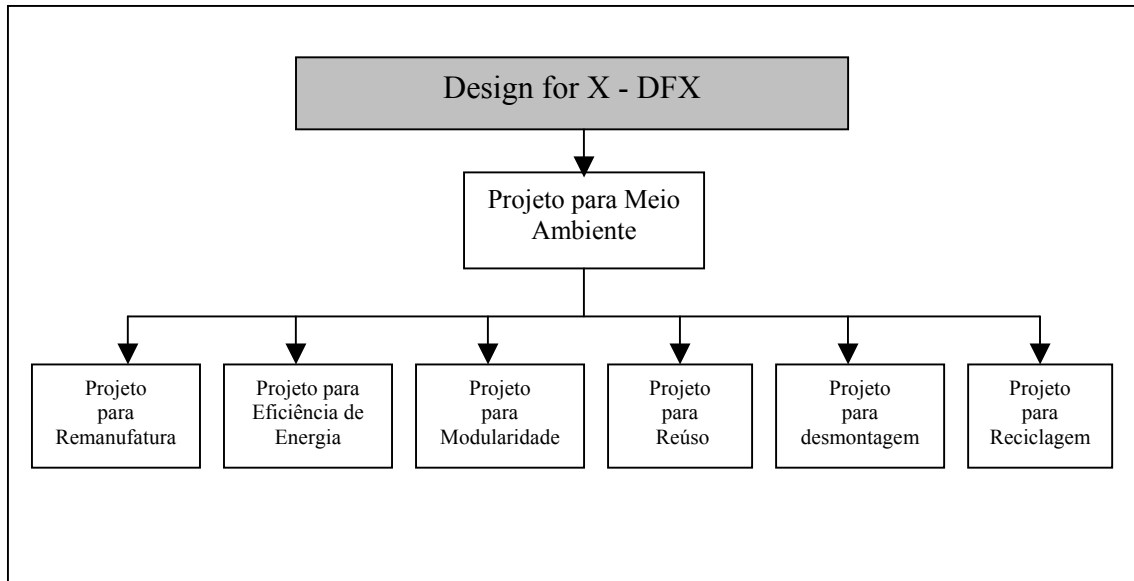 Design for X - DFX
Projeto para Meio
Ambiente
Projeto
para
Remanufatura
Projeto para
Eficiência de
Energia
Projeto
para
Modularidade
Projeto
para
Reúso
Projeto
para
desmontagem
Projeto
para
Reciclagem